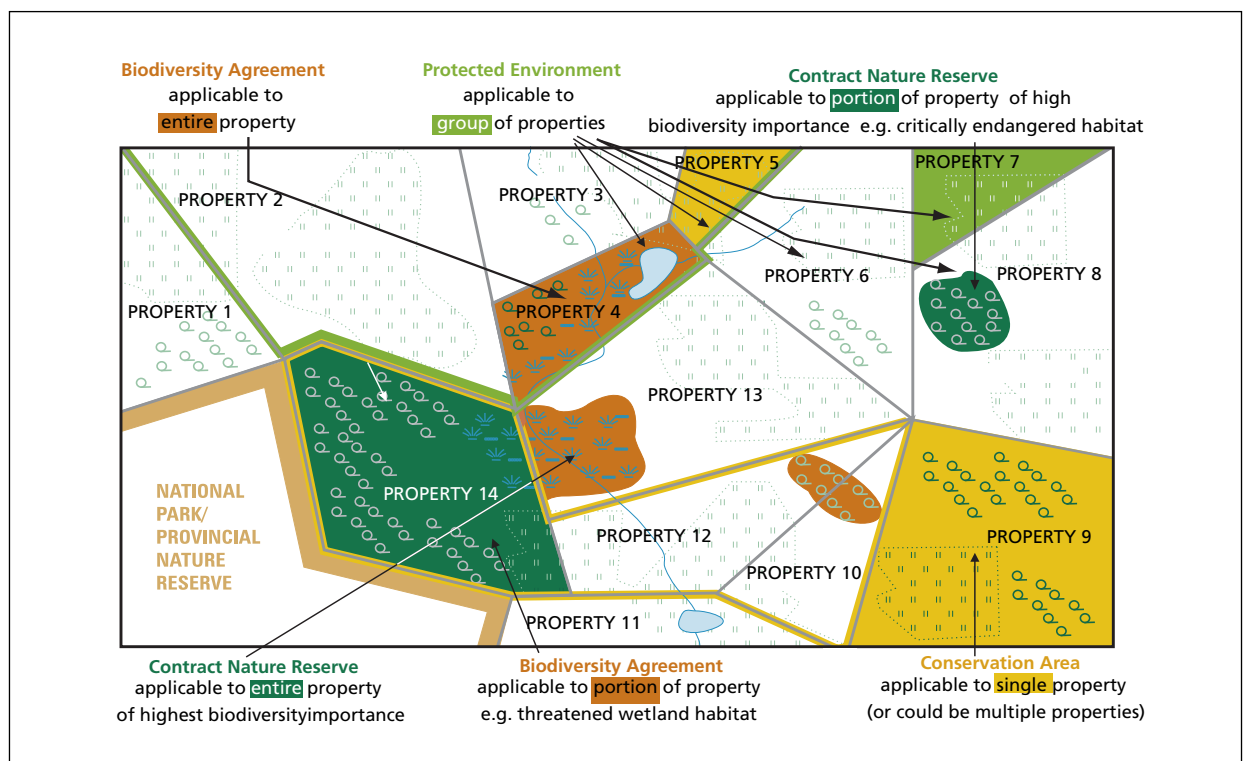 Biodiversity Agreement
applicable to
entire property
Protected Environment
applicable to
group of properties
Contract Nature Reserve
applicable to portion of property of high
biodiversity importance e.g. critically endangered habitat
PROPERTY 1
PROPERTY 2
PROPERTY 3
PROPERTY 4
PROPERTY 5
PROPERTY 6
PROPERTY 7
PROPERTY 8
PROPERTY 13
PROPERTY 14
PROPERTY 12
PROPERTY 9
PROPERTY 10
PROPERTY 11
NATIONAL
PARK/
PROVINCIAL
NATURE
RESERVE
Contract Nature Reserve
applicable to entire property
of highest biodiversityimportance
Biodiversity Agreement
applicable to portion of property
e.g. threatened wetland habitat
Conservation Area
applicable to single property
(or could be multiple properties)